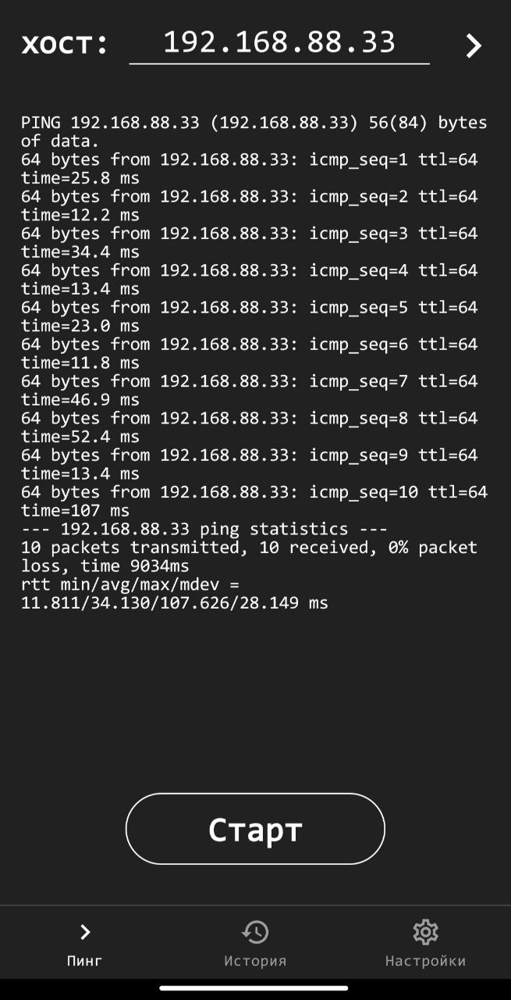 хост: 192.168.88.33
PING 192.168.88.33 (192.168.88.33) 56(84) bytes
of data.
64 bytes from 192.168.88.33: icmp_seq=1 ttl=64
time=25.8 ms
64 bytes from 192.168.88.33: icmp_seq=2 ttl=64
time=12.2 ms
64 bytes from 192.168.88.33: icmp_seq=3 ttl=64
time=34.4 ms
64 bytes from 192.168.88.33: icmp_seq=4 ttl=64
time=13.4 ms
64 bytes from 192.168.88.33: icmp_seq=5 ttl=64
time=23.0 ms
64 bytes from 192.168.88.33: icmp_seq=6 ttl=64
time=11.8 ms
64 bytes from 192.168.88.33: icmp_seq=7 ttl=64
time=46.9 ms
64 bytes from 192.168.88.33: icmp_seq=8 ttl=64
time=52.4 ms
64 bytes from 192.168.88.33: icmp_seq=9 ttl=64
time=13.4 ms
64 bytes from 192.168.88.33: icmp_seq=10 ttl=64
time=107 ms
--- 192.168.88.33 ping statistics ---
10 packets transmitted, 10 received, 0% packet
loss, time 9034ms
rtt min/avg/max/mdev =
11.811/34.130/107.626/28.149 ms
Старт
Пинг
История
Настройки